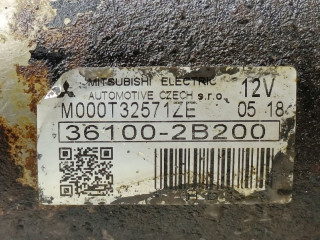 MITSUBISHI ELECTRIC
AUTOMOTIVE CZECH s.r.o. 12V
M000T32571ZE 05 18
36100-2B200